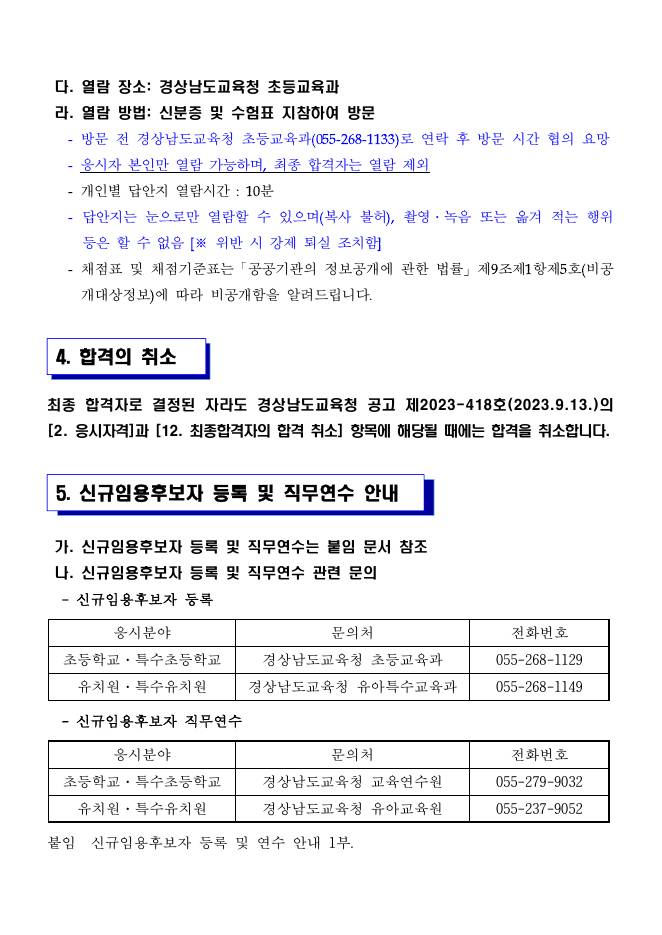 다. 열람 장소: 경상남도교육청 초등교육과
라. 열람 방법: 신분증 및 수험표 지참하여 방문
- 방문 전 경상남도교육청 초등교육과(055-268-1133)로 연락 후 방문 시간 협의 요망
- 응시자 본인만 열람 가능하며, 최종 합격자는 열람 제외
- 개인별 답안지 열람시간 : 10분
- 답안지는 눈으로만 열람할 수 있으며(복사 불허), 촬영·녹음 또는 옮겨 적는 행위
등은 할 수 없음 [※ 위반 시 강제 퇴실 조치함]
- 채점표 및 채점기준표는「공공기관의 정보공개에 관한 법률」제9조제1항제5호(비공
개대상정보)에 따라 비공개함을 알려드립니다.
4. 합격의 취소
최종 합격자로 결정된 자라도 경상남도교육청 공고 제2023-418호(2023.9.13.)의
[2. 응시자격]과 [12. 최종합격자의 합격 취소] 항목에 해당될 때에는 합격을 취소합니다.
5. 신규임용후보자 등록 및 직무연수 안내
가. 신규임용후보자 등록 및 직무연수는 붙임 문서 참조
나. 신규임용후보자 등록 및 직무연수 관련 문의
- 신규임용후보자 등록
응시분야 문의처 전화번호
초등학교·특수초등학교 경상남도교육청 초등교육과 055-268-1129
유치원·특수유치원 경상남도교육청 유아특수교육과 055-268-1149
- 신규임용후보자 직무연수
응시분야 문의처 전화번호
초등학교·특수초등학교 경상남도교육청 교육연수원 055-279-9032
유치원·특수유치원 경상남도교육청 유아교육원 055-237-9052
붙임 신규임용후보자 등록 및 연수 안내 1부.